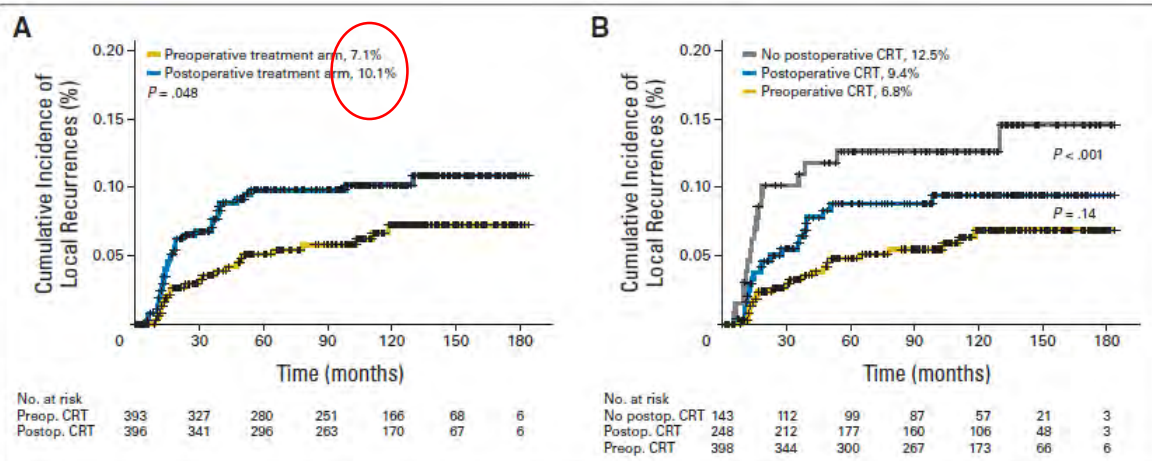 A
Cumulative Incidence of
Local Recurrences (%)
0.20
0.15
0.10
0.05
Preoperative treatment arm, 7.1%
Postoperative treatment arm, 10.1%
P = .048
0 30 60 90 120 150 180
Time (months)
No. at risk
Preop. CRT 393 327 280 251 166 68 6
Postop. CRT 396 341 296 263 170 67 6
B
Cumulative Incidence of
Local Recurrences (%)
0.20
0.15
0.10
0.05
No postoperative CRT, 12.5%
Postoperative CRT, 9.4%
Preoperative CRT, 6.8%
P < .001
P = .14
0 30 60 90 120 150 180
Time (months)
No. at risk
No postop. CRT 143 112 99 87 57 21 3
Postop. CRT 248 212 177 160 106 48 3
Preop. CRT 398 344 300 267 173 66 6